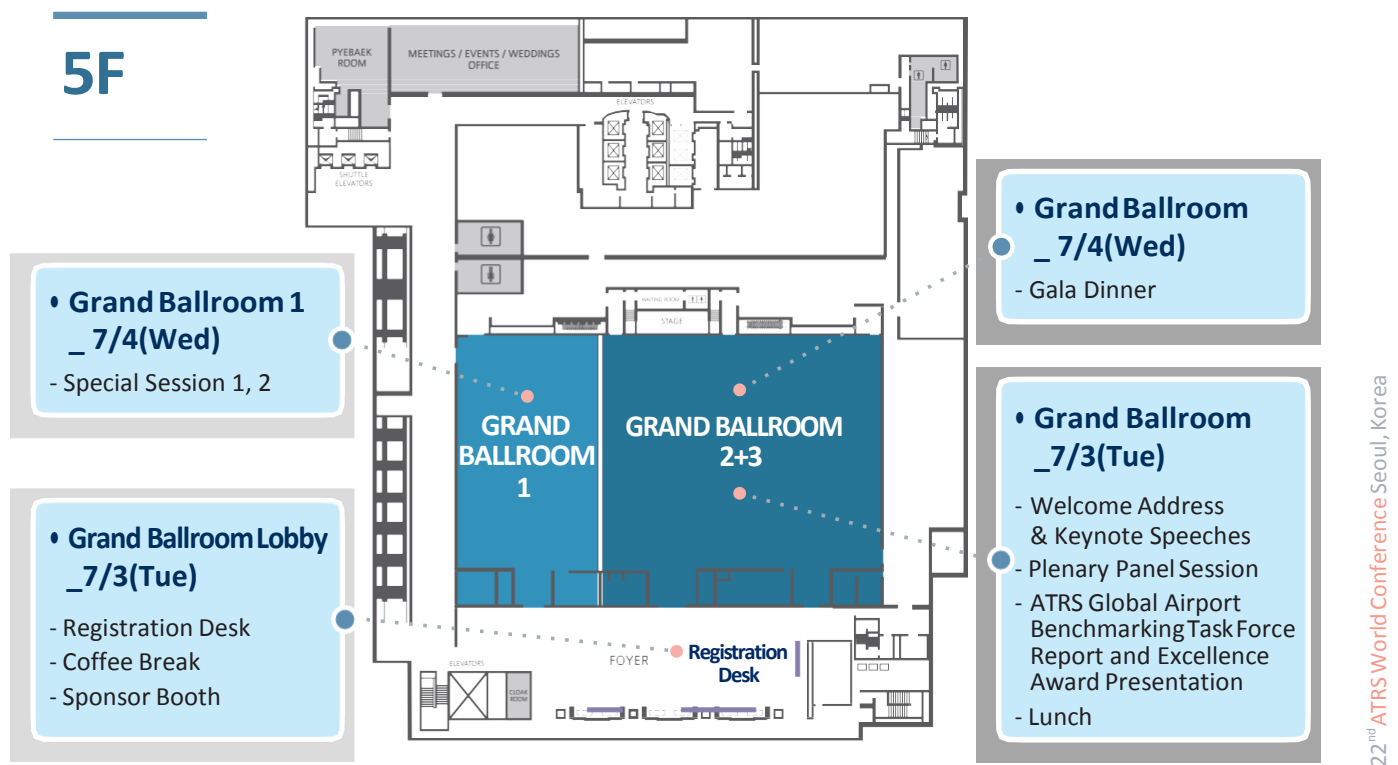 5F
PYEBAEK
ROOM
MEETINGS / EVENTS / WEDDINGS
OFFICE
ELEVATORS
SHUTTLE
ELEVATORS
• Grand Ballroom 1
_ 7/4(Wed)
- Special Session 1, 2
• Grand Ballroom Lobby
_7/3(Tue)
- Registration Desk
- Coffee Break
- Sponsor Booth
WAITING ROOM
STAGE
GRAND
BALLROOM
1
GRAND BALLROOM
2+3
FOYER
Registration
Desk
ELEVATORS
CLOAK
ROOM
• Grand Ballroom
_ 7/4(Wed)
- Gala Dinner
• Grand Ballroom
_7/3(Tue)
- Welcome Address
& Keynote Speeches
- Plenary Panel Session
- ATRS Global Airport
Benchmarking Task Force
Report and Excellence
Award Presentation
- Lunch
22nd ATRS World Conference Seoul, Korea